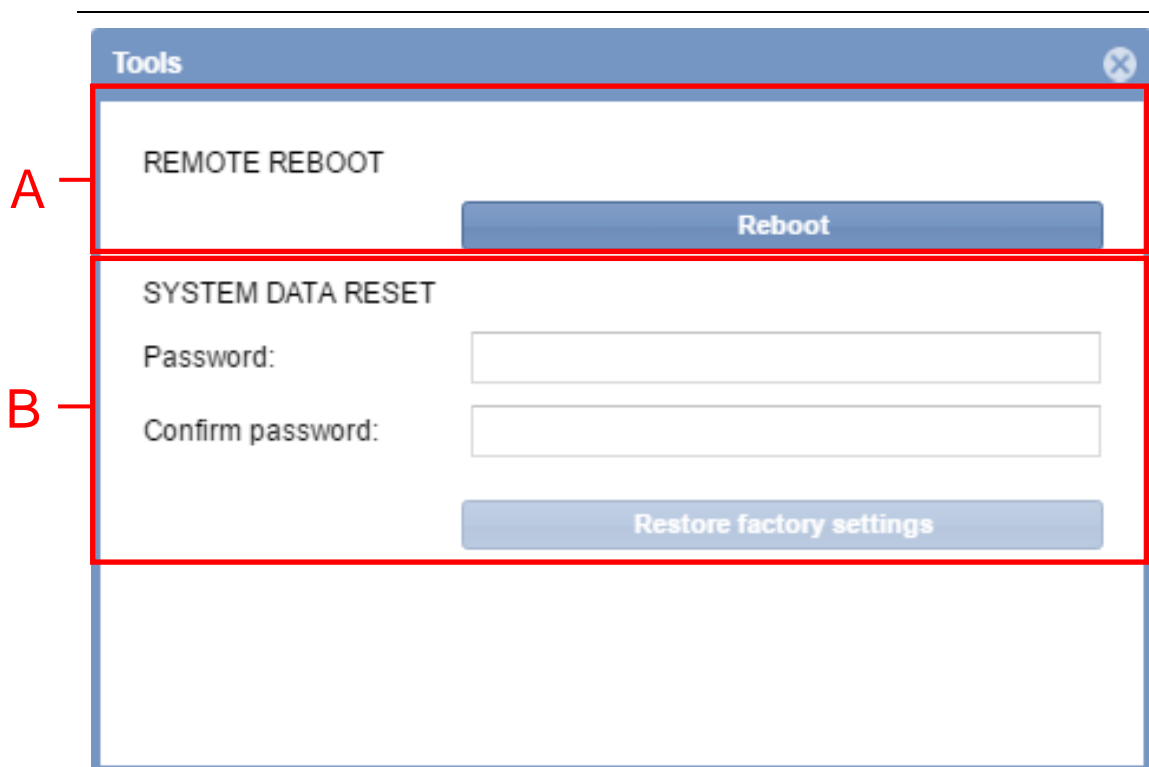 Tools
A
REMOTE REBOOT
Reboot
SYSTEM DATA RESET
Password:
B
Confirm password:
Restore factory settings